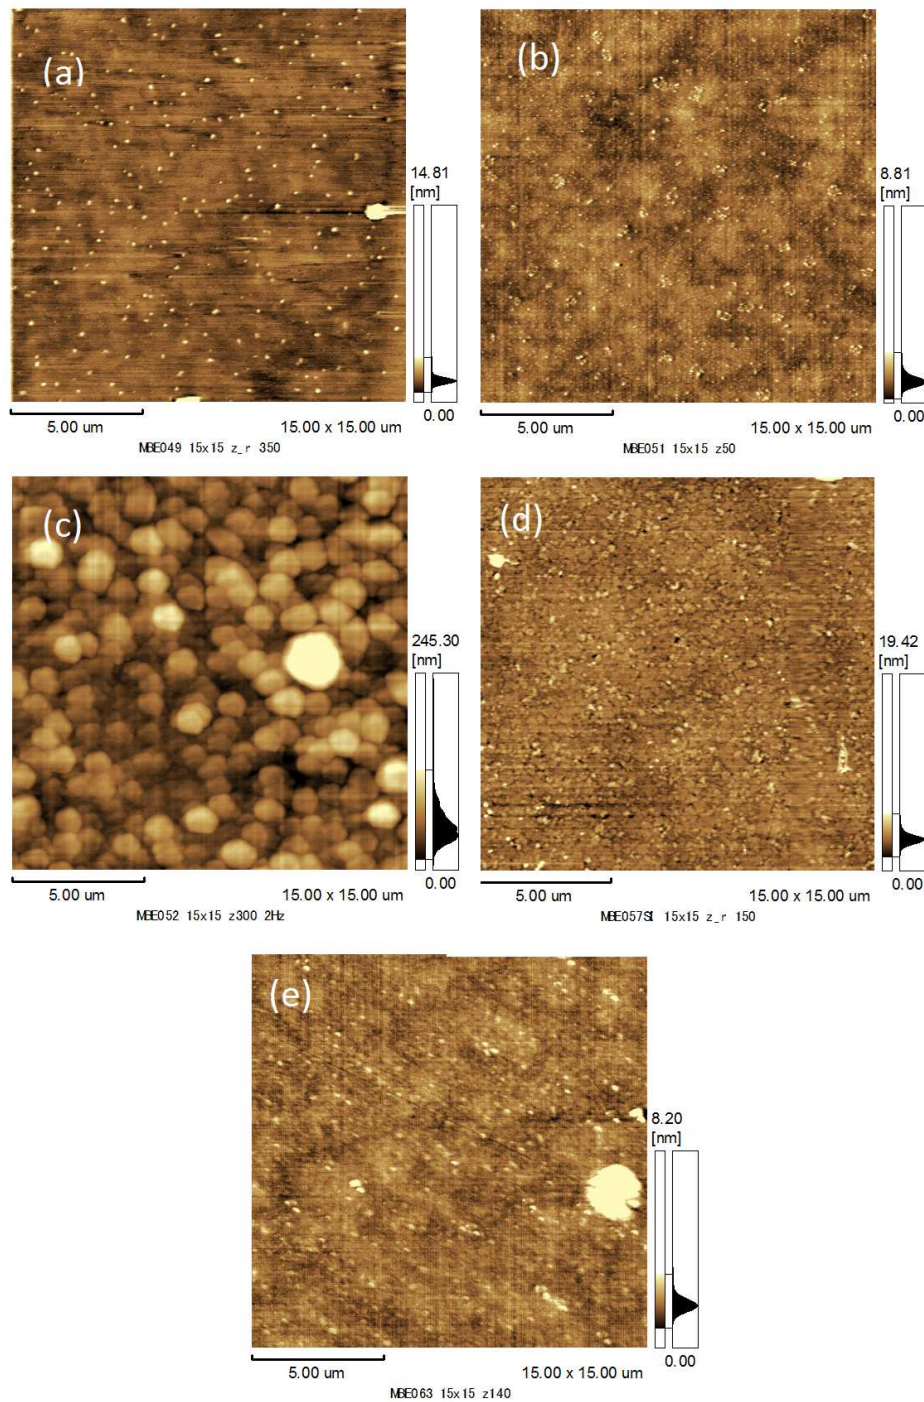 (a)
14.81
[nm]
0.00
5.00 um 15.00 x 15.00 um
MBE049 15x15 z_r 350
(b)
8.81
[nm]
0.00
5.00 um 15.00 x 15.00 um
MBE051 15x15 z50
(c)
245.30
[nm]
0.00
5.00 um 15.00 x 15.00 um
MBE052 15x15 z300 2Hz
(d)
19.42
[nm]
0.00
5.00 um 15.00 x 15.00 um
MBE057SI 15x15 z_r 150
(e)
8.20
[nm]
0.00
5.00 um 15.00 x 15.00 um
MBE063 15x15 z140